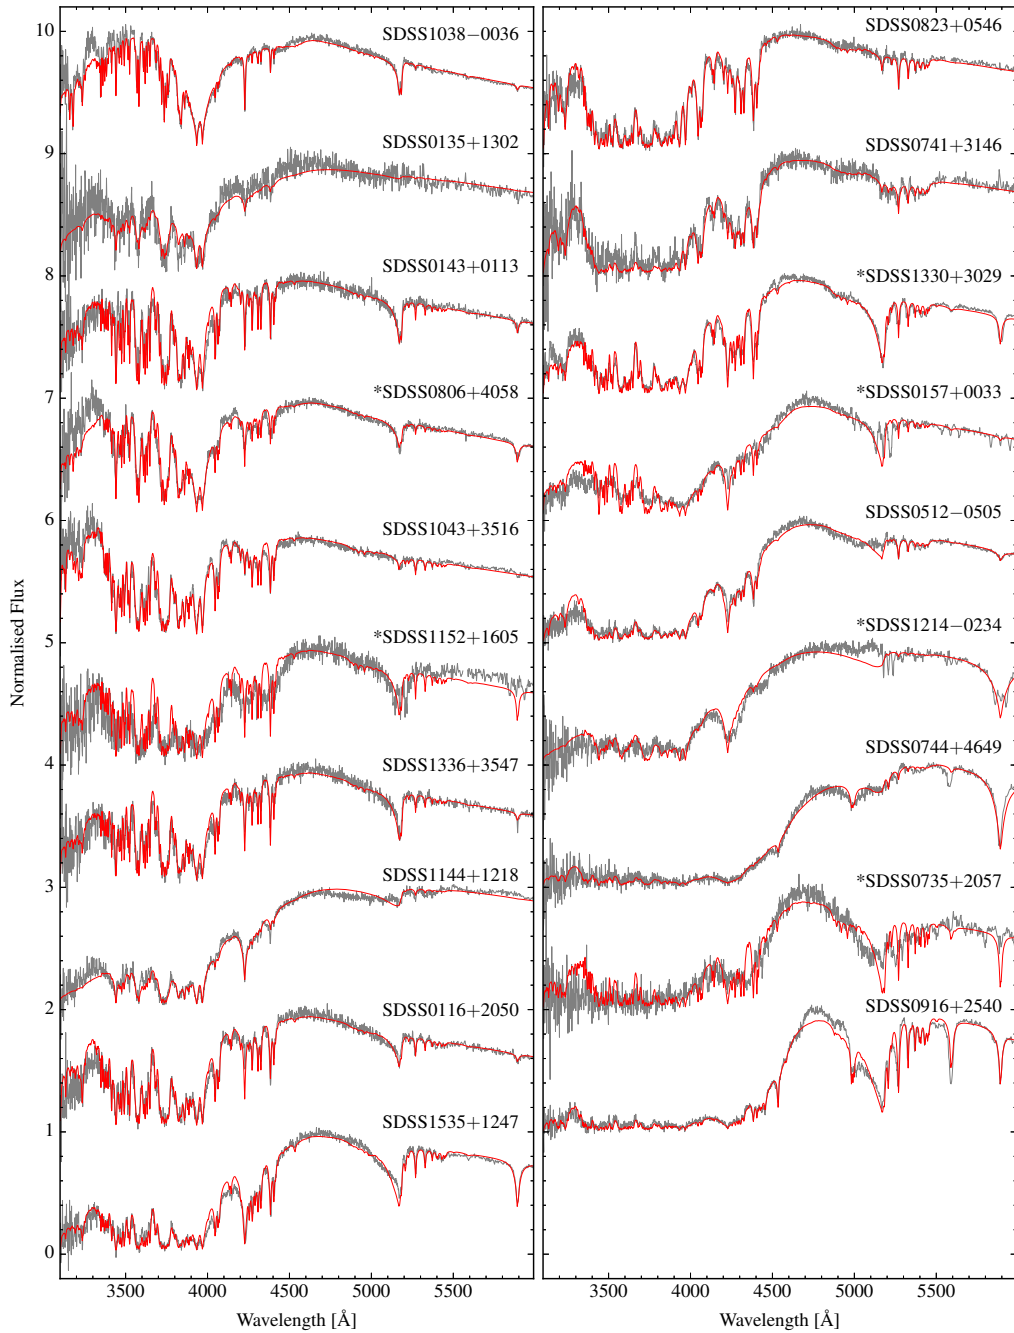 10
SDSS1038−0036
9
SDSS0135+1302
8
SDSS0143+0113
7
*SDSS0806+4058
6
SDSS1043+3516
5
*SDSS1152+1605
4
SDSS1336+3547
3
SDSS1144+1218
2
SDSS0116+2050
1
SDSS1535+1247
0
Normalised Flux
3500 4000 4500 5000 5500
Wavelength [Å]
SDSS0823+0546
SDSS0741+3146
*SDSS1330+3029
*SDSS0157+0033
SDSS0512−0505
*SDSS1214−0234
SDSS0744+4649
*SDSS0735+2057
SDSS0916+2540
3500 4000 4500 5000 5500
Wavelength [Å]